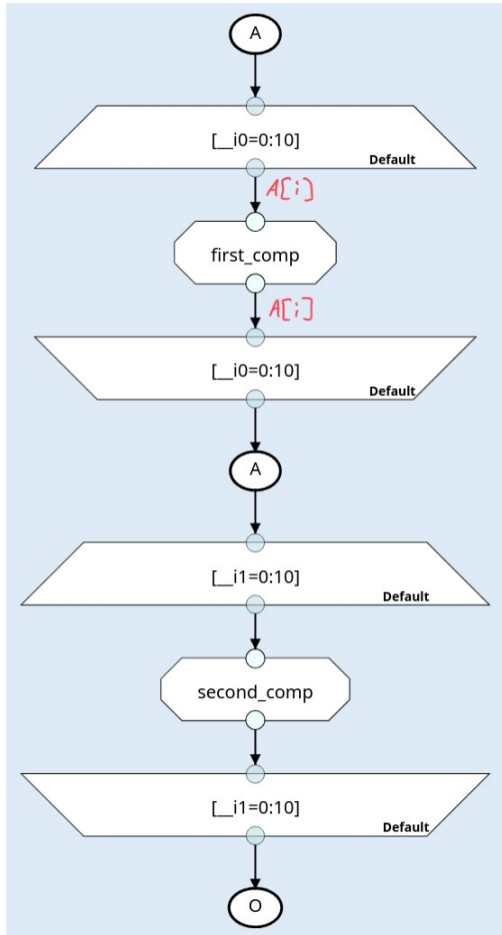 A
[__i0=0:10]
Default
A[i]
first_comp
A[i]
[__i0=0:10]
Default
A
[__i1=0:10]
Default
second_comp
[__i1=0:10]
Default
O